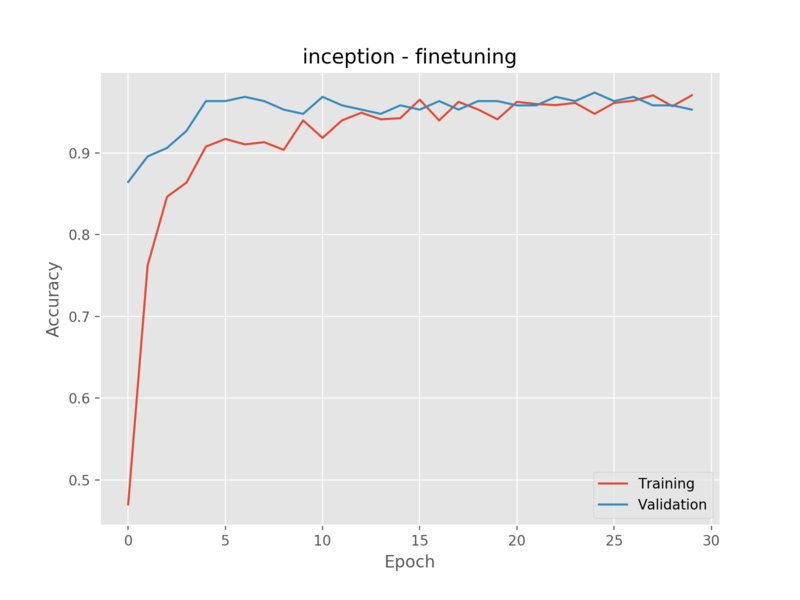 inception - finetuning
Accuracy
0.9
0.8
0.7
0.6
0.5
0 5 10 15 20 25 30
Epoch
Training
Validation